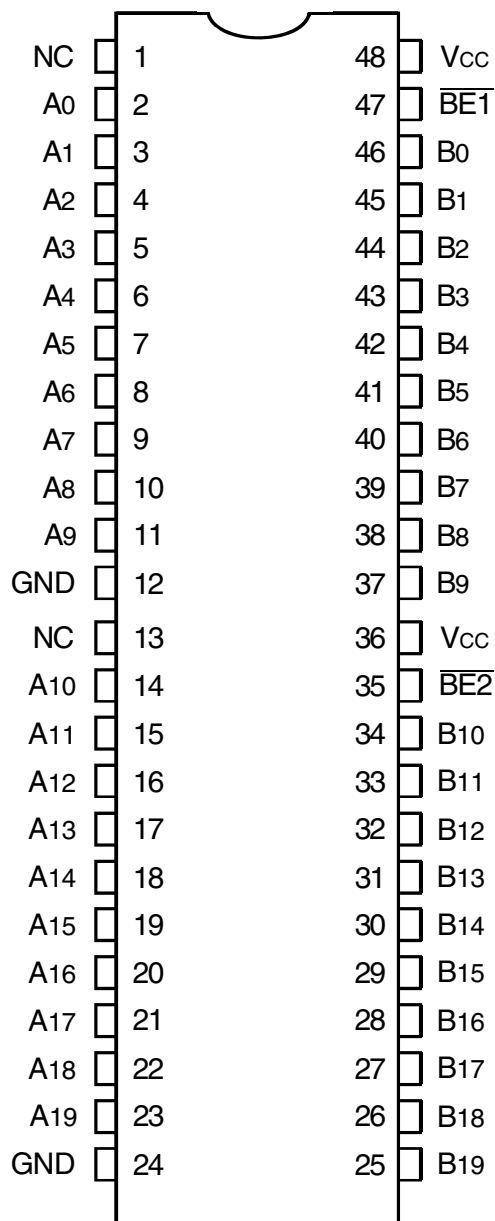 NC 1 48 VCC
A0 2 47 BE1
A1 3 46 B0
A2 4 45 B1
A3 5 44 B2
A4 6 43 B3
A5 7 42 B4
A6 8 41 B5
A7 9 40 B6
A8 10 39 B7
A9 11 38 B8
GND 12 37 B9
NC 13 36 VCC
A10 14 35 BE2
A11 15 34 B10
A12 16 33 B11
A13 17 32 B12
A14 18 31 B13
A15 19 30 B14
A16 20 29 B15
A17 21 28 B16
A18 22 27 B17
A19 23 26 B18
GND 24 25 B19